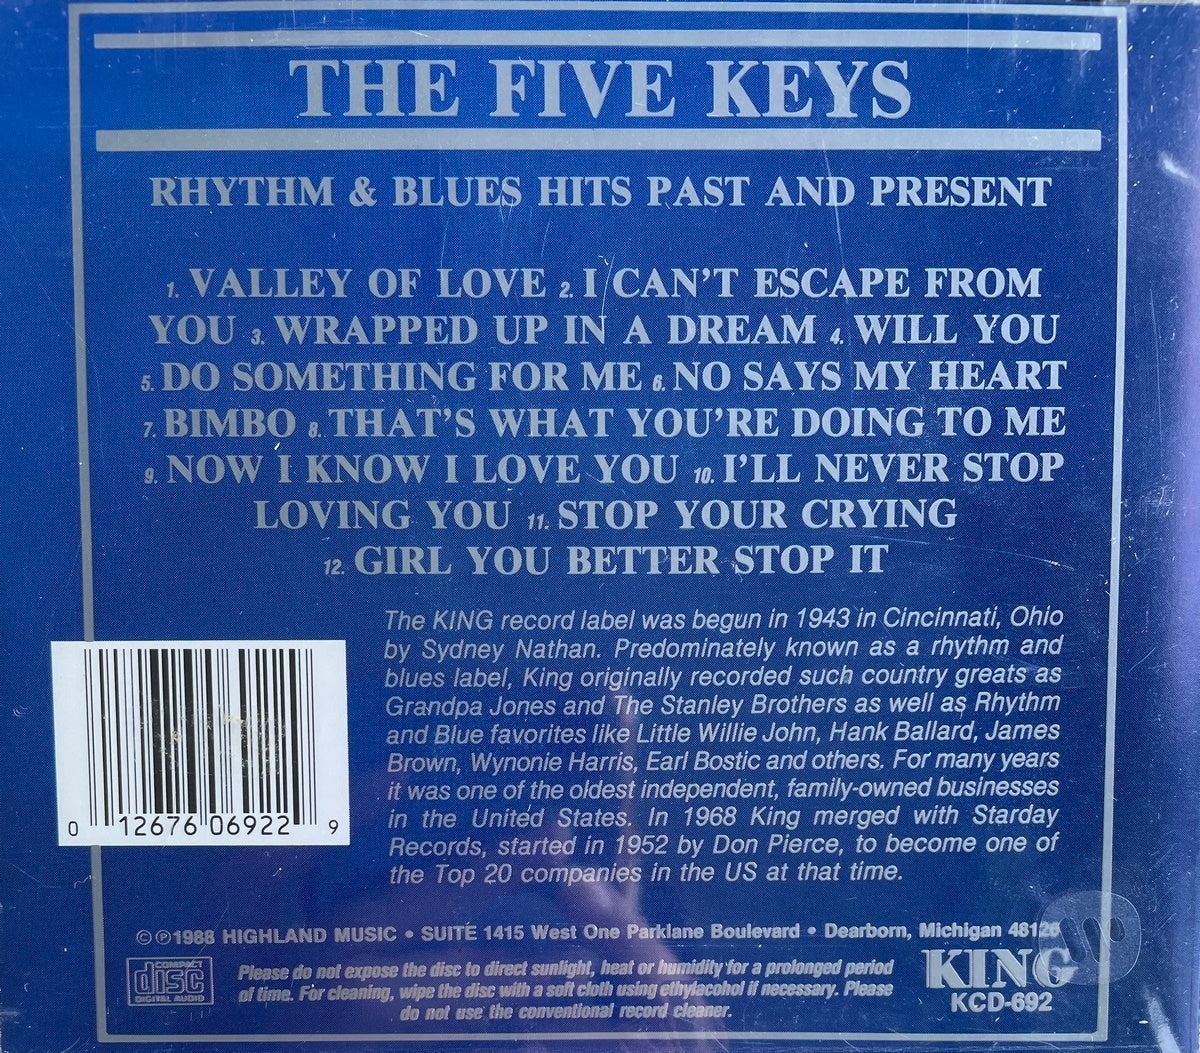 THE FIVE KEYS
RHYTHM & BLUES HITS PAST AND PRESENT
1. VALLEY OF LOVE 2. I CAN'T ESCAPE FROM
YOU 3. WRAPPED UP IN A DREAM 4. WILL YOU
5. DO SOMETHING FOR ME 6. NO SAYS MY HEART
7. BIMBO 8. THAT'S WHAT YOU'RE DOING TO ME
9. NOW I KNOW I LOVE YOU 10. I'LL NEVER STOP
LOVING YOU 11. STOP YOUR CRYING
12. GIRL YOU BETTER STOP IT
The KING record label was begun in 1943 in Cincinnati, Ohio
by Sydney Nathan. Predominately known as a rhythm and
blues label, King originally recorded such country greats as
Grandpa Jones and The Stanley Brothers as well as Rhythm
and Blue favorites like Little Willie John, Hank Ballard, James
Brown, Wynonie Harris, Earl Bostic and others. For many years
it was one of the oldest independent, family-owned businesses
in the United States. In 1968 King merged with Starday
Records, started in 1952 by Don Pierce, to become one of
the Top 20 companies in the US at that time.
0 12676 06922 9
©℗1988 HIGHLAND MUSIC • SUITE 1415 West One Parklane Boulevard • Dearborn, Michigan 48126
COMPACT
disc
DIGITAL AUDIO
Please do not expose the disc to direct sunlight, heat or humidity for a prolonged period
of time. For cleaning, wipe the disc with a soft cloth using ethylacohol if necessary. Please
do not use the conventional record cleaner.
KING
KCD-692